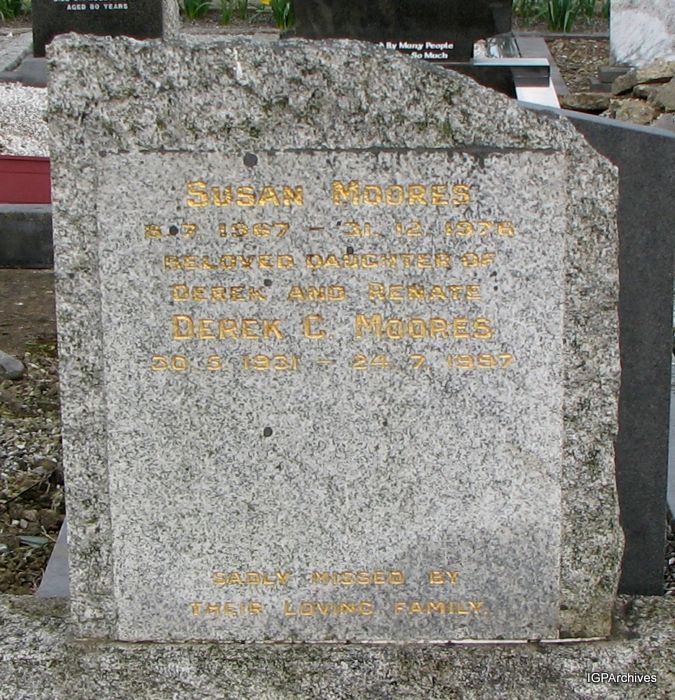 AGED 80 YEARS
By Many People
So Much
SUSAN MOORES
8.7 1967 – 31.12.1978
BELOVED DAUGHTER OF
DEREK AND RENATE
DEREK C. MOORES
30.5.1931 – 24.7.1997
SADLY MISSED BY
THEIR LOVING FAMILY.
IGPArchives